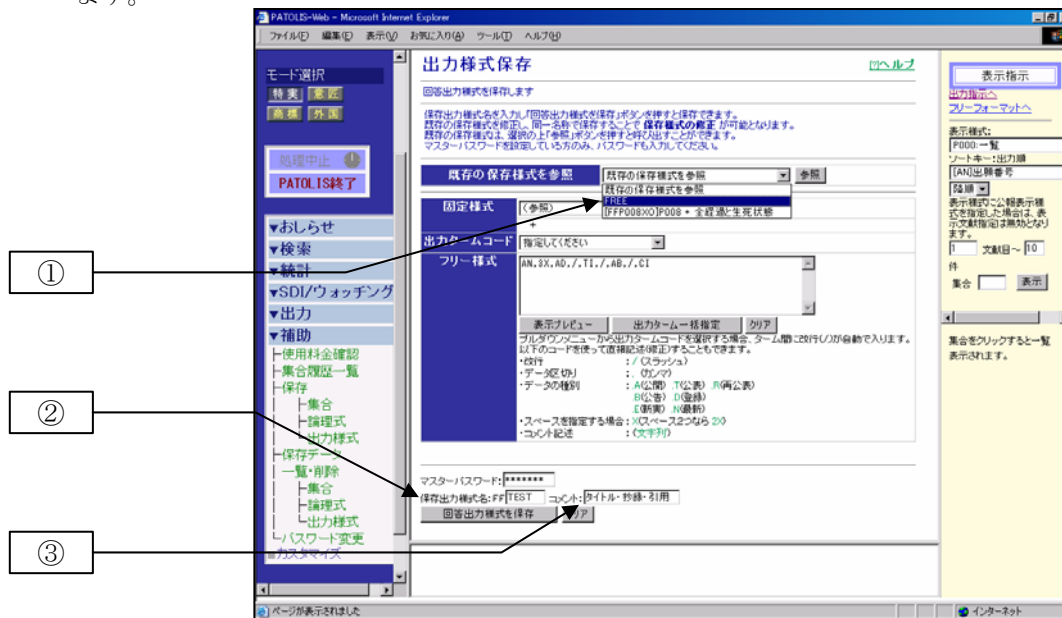 ます。
PATOLIS-Web - Microsoft Internet Explorer
ファイル(F) 編集(E) 表示(V) お気に入り(A) ツール(T) ヘルプ(H)
モード選択
特実 意匠
商標 外国
処理中止
PATOLIS終了
▼おしらせ
▼検索
▼統計
▼SDI/ウォッチング
▼出力
▼補助
使用料金確認
集合履歴一覧
保存
集合
論理式
出力様式
保存データ
一覧・削除
集合
論理式
出力様式
パスワード変更
カスタマイズ
出力様式保存
[?]ヘルプ
回答出力様式を保存します
保存出力様式名を入力し「回答出力様式を保存」ボタンを押すと保存できます。
既存の保存様式を修正し、同一名称で保存することで 保存様式の修正 が可能となります。
既存の保存様式は、選択の上「参照」ボタンを押すと呼び出すことができます。
マスターパスワードを設定している方のみ、パスワードも入力してください。
既存の保存様式を参照 既存の保存様式を参照 参照
既存の保存様式を参照
FREE
[FFP008XO]P008 + 全経過と生死状態
固定様式 (参照)
+
出力タームコード 指定してください
フリー様式 AN,3X,AD,/,TI,/,AB,/,CI
表示プレビュー 出力ターム一括指定 クリア
プルダウンメニューから出力タームコードを選択する場合、ターム間に改行(/)が自動で入ります。
以下のコードを使って直接記述(修正)することもできます。
・改行 : / (スラッシュ)
・データ区切り : , (カンマ)
・データの種別 : .A(公開) .T(公表) .R(再公表)
.B(公告) .D(登録)
.E(新実) .N(最新)
・スペースを指定する場合 : X(スペース2つなら 2X)
・コメント記述 : (文字列)
マスターパスワード: *******
保存出力様式名:FF TEST コメント: タイトル・抄録・引用
回答出力様式を保存 クリア
表示指示
出力指示へ
フリーフォーマットへ
表示様式:
P000:一覧
ソートキー:出力順
[AN]出願番号
降順
表示様式に公報表示様
式を指定した場合は、表
示文献指定は無効となり
ます。
1 文献目~ 10
件
集合 表示
集合をクリックすると一覧
表示されます。
①
②
③
ページが表示されました
インターネット